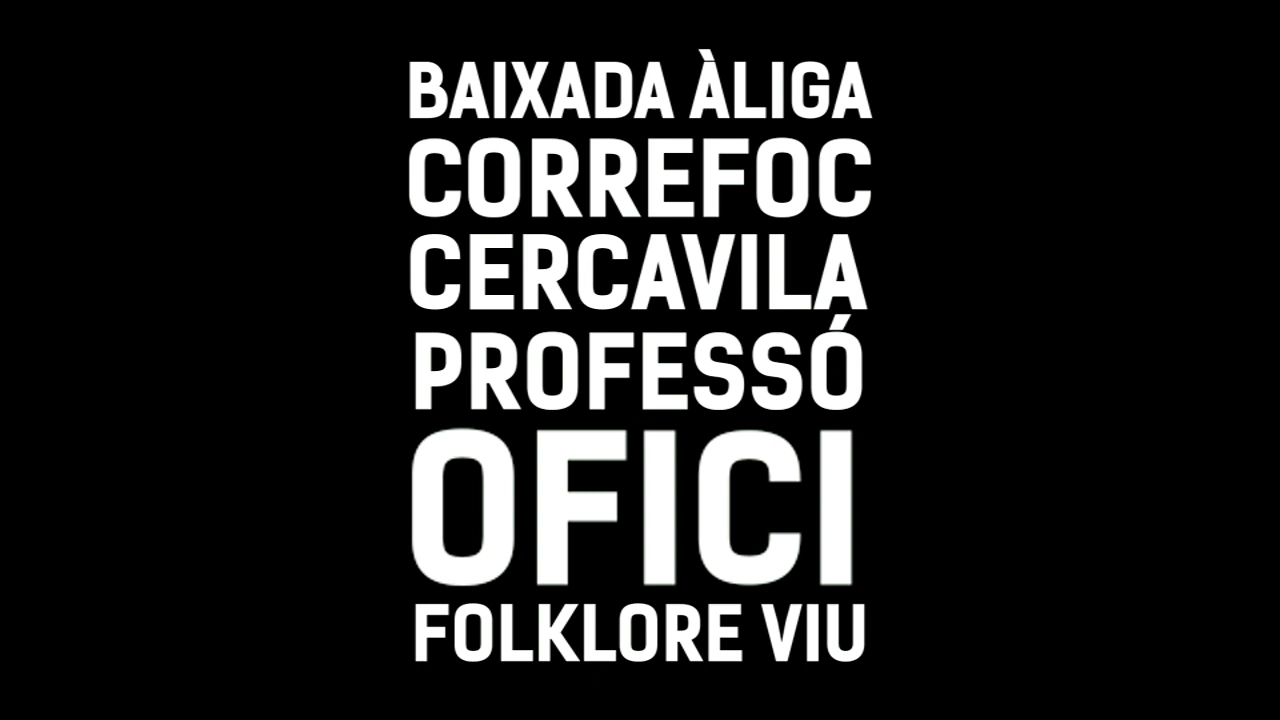 BAIXADA ÀLIGA
CORREFOC
CERCAVILA
PROFESSÓ
OFICI
FOLKLORE VIU